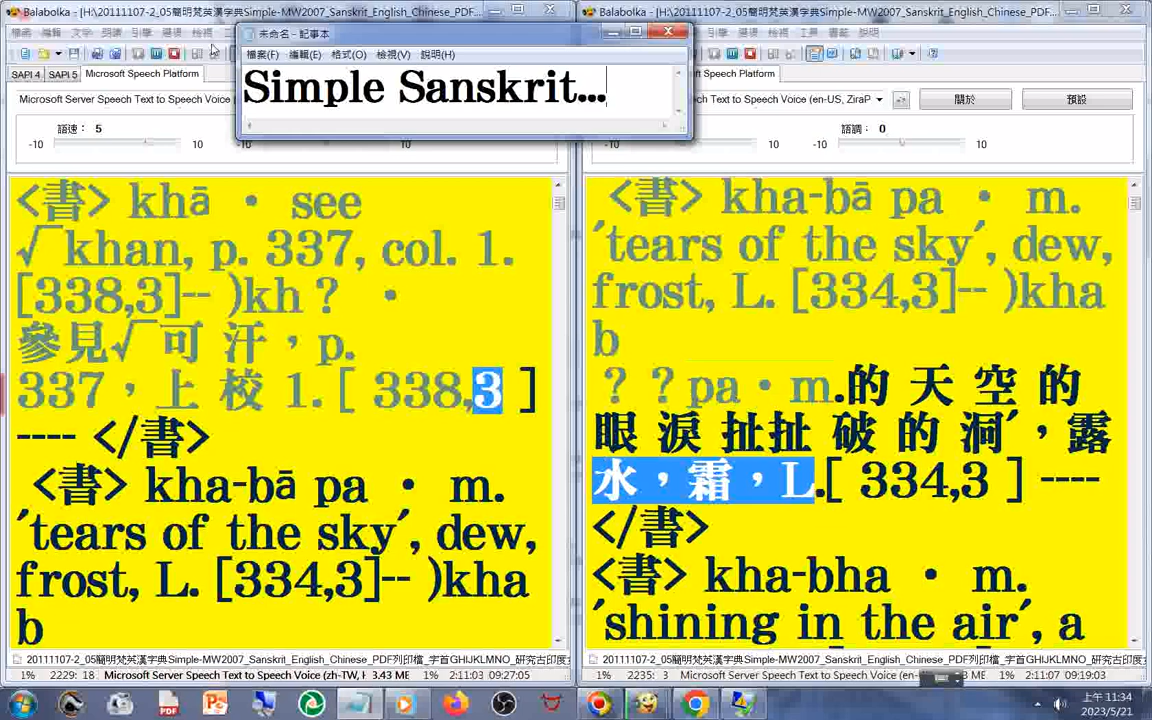 Balabolka - [H:\20111107-2_05簡明梵英漢字典Simple-MW2007_Sanskrit_English_Chinese_PDF...
Balabolka - [H:\20111107-2_05簡明梵英漢字典Simple-MW2007_Sanskrit_English_Chinese_PDF...
未命名 - 記事本
檔案(F) 編輯(E) 格式(O) 檢視(V) 說明(H)
Simple Sanskrit...
SAPI 4 SAPI 5 Microsoft Speech Platform
t Speech Platform
Microsoft Server Speech Text to Speech Voice (
ch Text to Speech Voice (en-US, ZiraP
關於
預設
語速： 5
-10 10
10
語調： 0
-10 10
-10 10
<書> khā • see
√khan, p. 337, col. 1.
[338,3]-- )kh ? •
參見√可 汗，p.
337，上 校 1. [ 338,3 ]
---- </書>
<書> kha-bā pa • m.
'tears of the sky', dew,
frost, L. [334,3]-- )kha
b
<書> kha-bā pa • m.
'tears of the sky', dew,
frost, L. [334,3]-- )kha
b
? ? pa • m.的 天 空 的
眼 淚 扯扯 破 的 洞'，露
水，霜，L.[ 334,3 ] ----
</書>
<書> kha-bha • m.
'shining in the air', a
20111107-2_05簡明梵英漢字典Simple-MW2007_Sanskrit_English_Chinese_PDF列印檔_字首GHIJKLMNO_研究古印度
1% 2229: 18 Microsoft Server Speech Text to Speech Voice (zh-TW, H 3.43 ME 1% 2:11:03 09:27:05
20111107-2_05簡明梵英漢字典Simple-MW2007_Sanskrit_English_Chinese_PDF列印檔_字首GHIJKLMNO_研究古印度
1% 2235: 3 Microsoft Server Speech Text to Speech Voice 1% 2:11:07 09:19:03
上午 11:34
2023/5/21